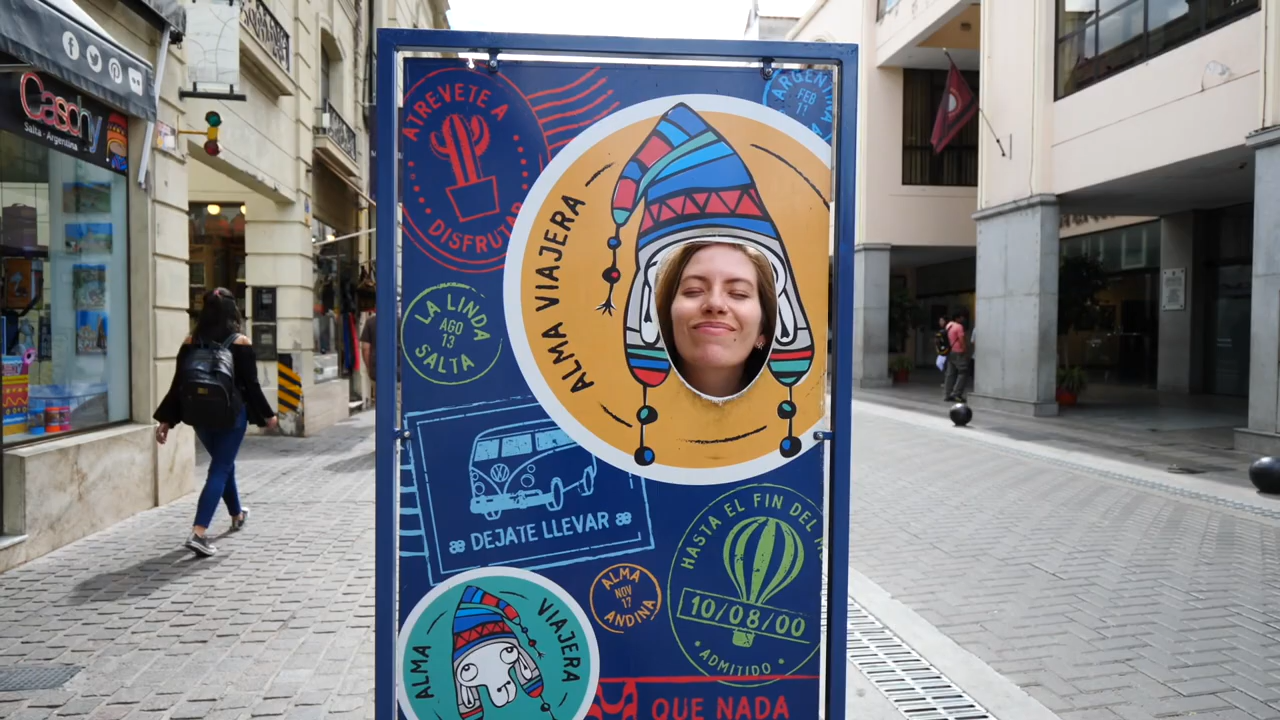 Caschy
Salta - Argentina
ATREVETE A
DISFRUTAR
ARGENTINA
FEB
11
ALMA VIAJERA
LA LINDA
AGO
13
SALTA
DEJATE LLEVAR
HASTA EL FIN DEL
10/08/00
ADMITIDO
ALMA
NOV
17
ANDINA
ALMA
VIAJERA
QUE NADA